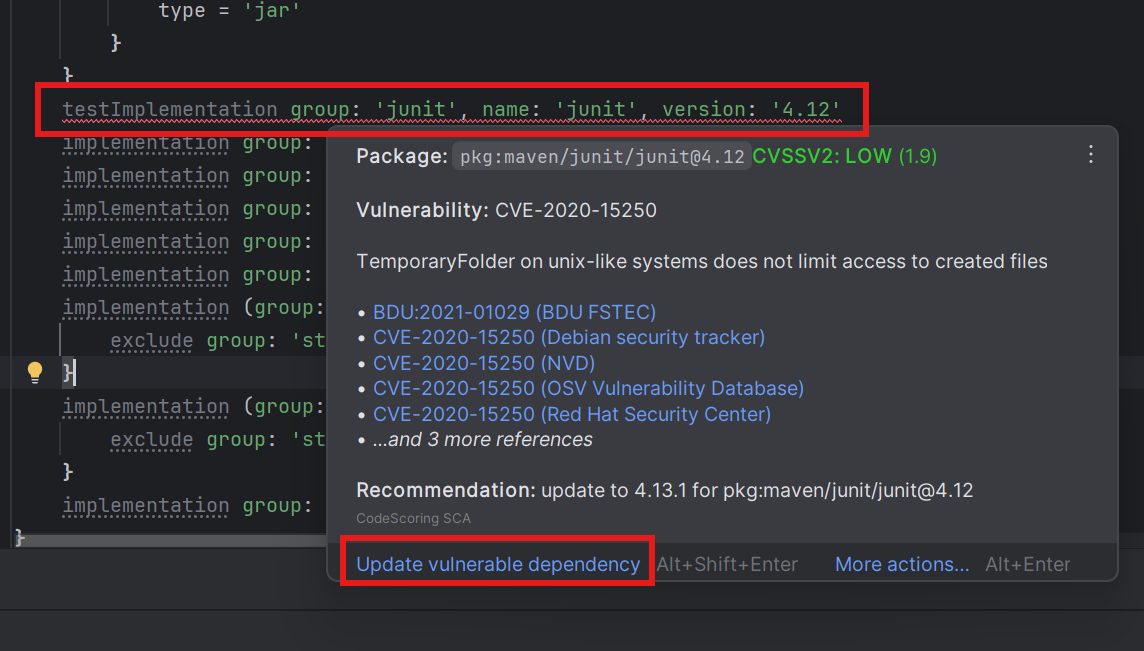 type = 'jar'
}
}
testImplementation group: 'junit', name: 'junit', version: '4.12'
implementation group:
implementation group:
implementation group:
implementation group:
implementation group:
implementation (group:
exclude group: 'st
}
implementation (group:
exclude group: 'st
}
implementation group:
}
Package: pkg:maven/junit/junit@4.12 CVSSV2: LOW (1.9)
Vulnerability: CVE-2020-15250
TemporaryFolder on unix-like systems does not limit access to created files
• BDU:2021-01029 (BDU FSTEC)
• CVE-2020-15250 (Debian security tracker)
• CVE-2020-15250 (NVD)
• CVE-2020-15250 (OSV Vulnerability Database)
• CVE-2020-15250 (Red Hat Security Center)
• ...and 3 more references
Recommendation: update to 4.13.1 for pkg:maven/junit/junit@4.12
CodeScoring SCA
Update vulnerable dependency Alt+Shift+Enter More actions... Alt+Enter